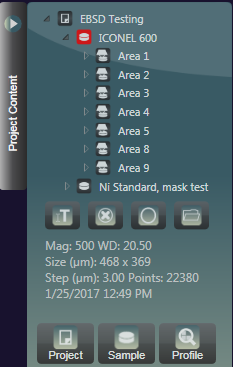 Project Content
EBSD Testing
ICONEL 600
Area 1
Area 2
Area 3
Area 4
Area 5
Area 8
Area 9
Ni Standard, mask test
T
Mag: 500 WD: 20.50
Size (µm): 468 x 369
Step (µm): 3.00 Points: 22380
1/25/2017 12:49 PM
Project Sample Profile